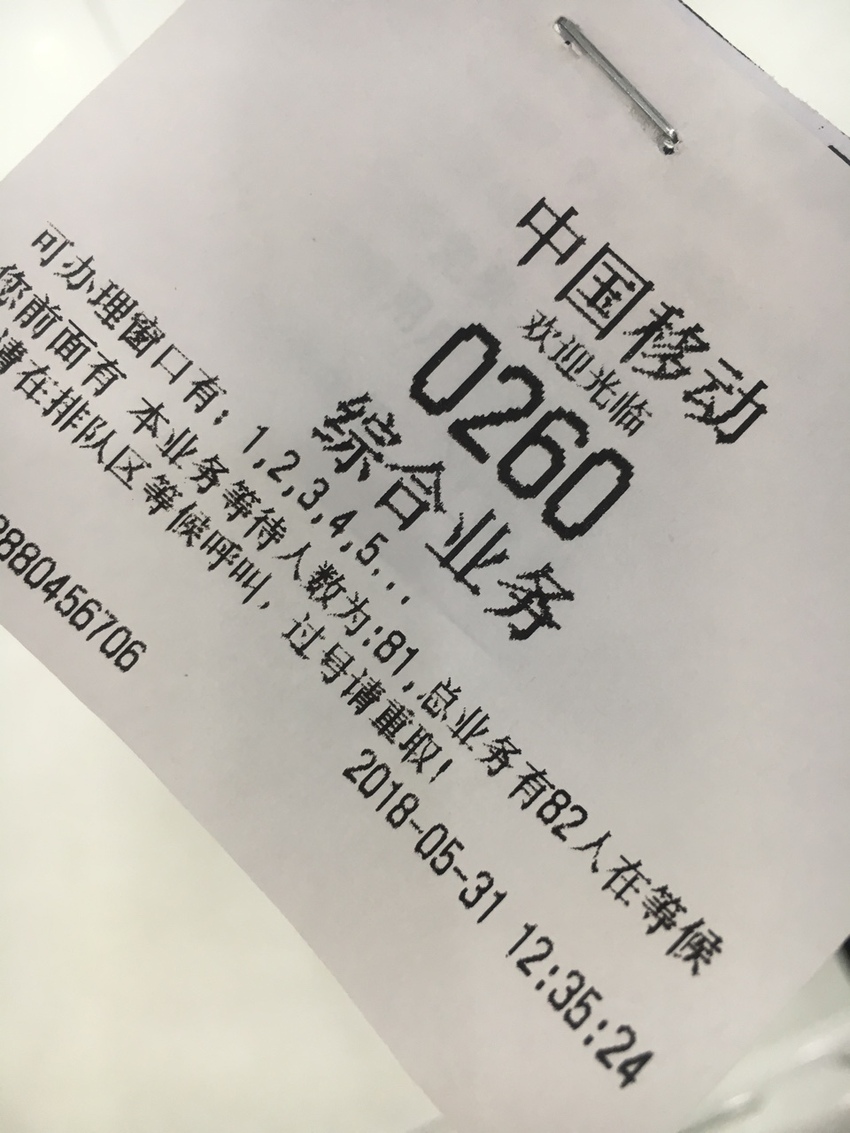 中国移动
欢迎光临
0260
综合业务
可办理窗口有：1,2,3,4,5...
您前面有 本业务等待人数为:81,总业务有82人在等候
请在排队区等候呼叫，过号请重取！
2018-05-31 12:35:24
8880456706